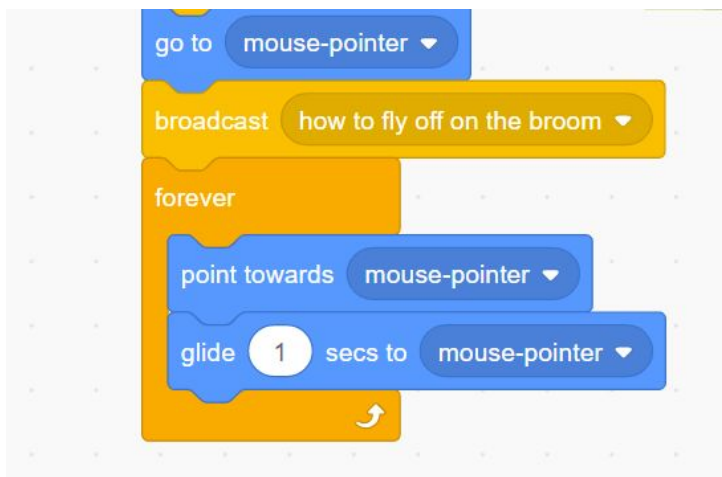 go to mouse-pointer
broadcast how to fly off on the broom
forever
point towards mouse-pointer
glide 1 secs to mouse-pointer